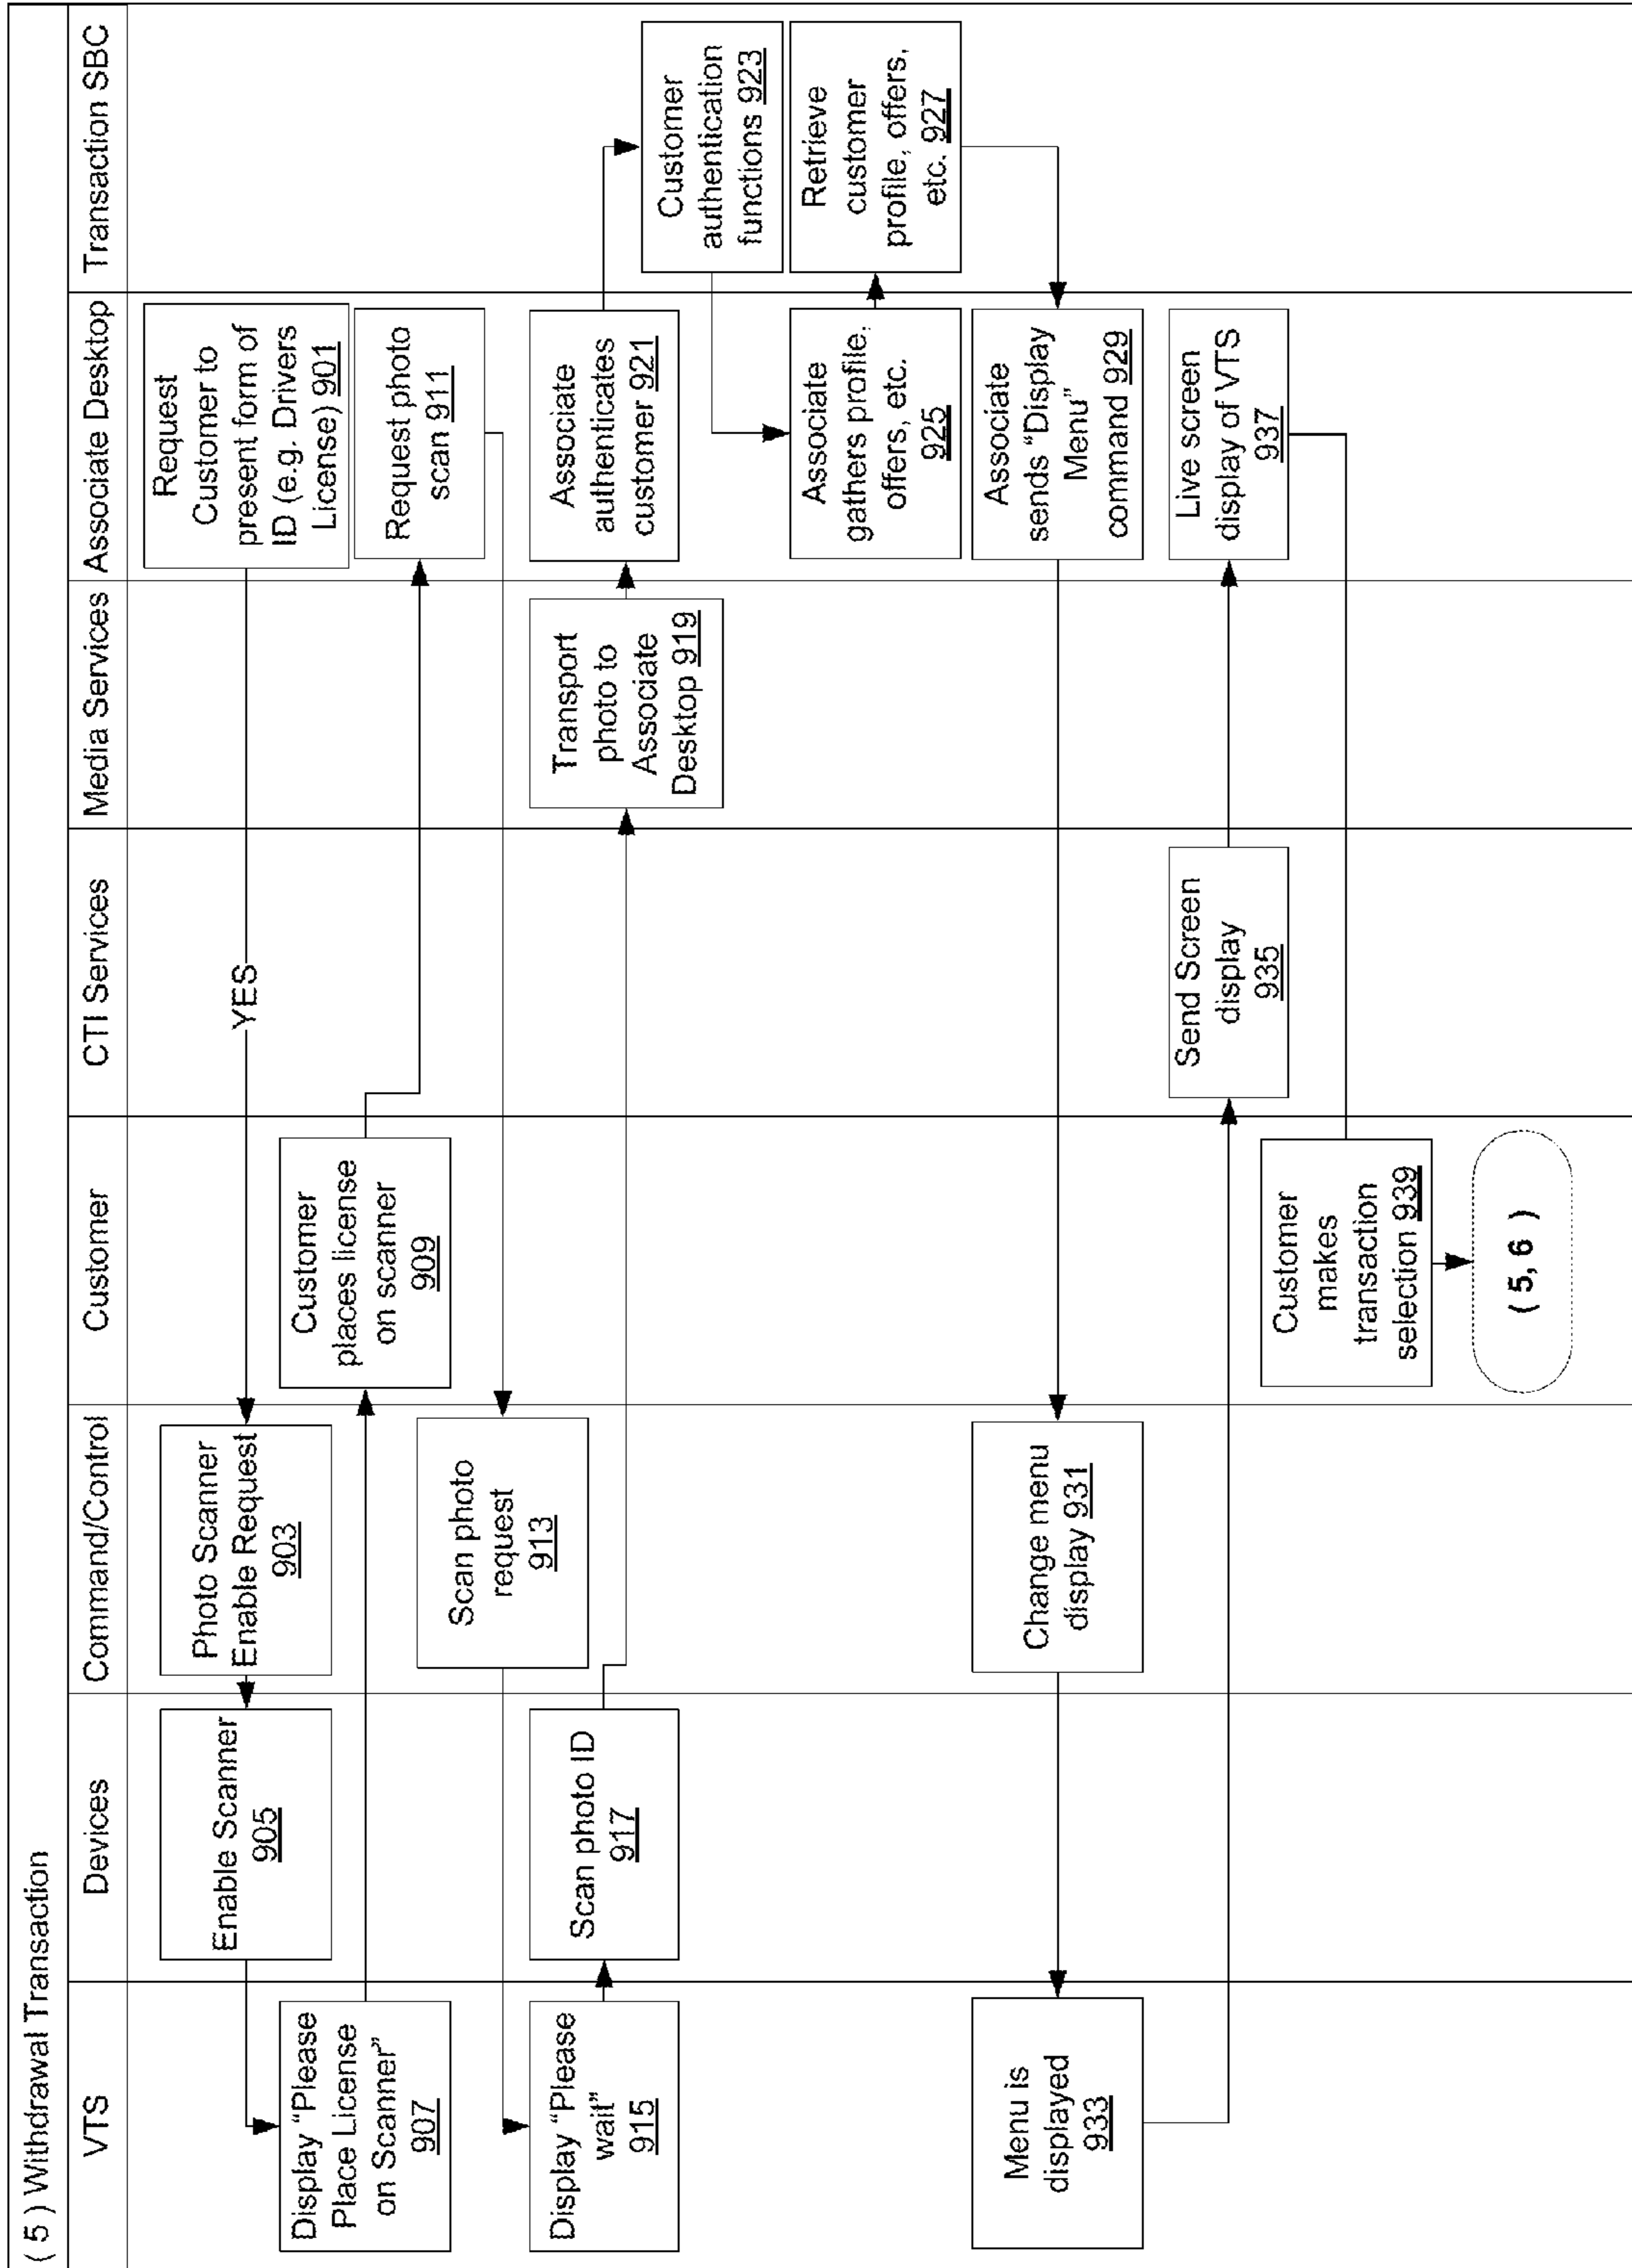 ( 5 ) Withdrawal Transaction
VTS
Devices
Command/Control
Customer
CTI Services
Media Services
Associate Desktop
Transaction SBC
Request
Customer to
present form of
ID (e.g. Drivers
License) 901
YES
Photo Scanner
Enable Request
903
Enable Scanner
905
Display “Please
Place License
on Scanner”
907
Customer
places license
on scanner
909
Request photo
scan 911
Scan photo
request
913
Display “Please
wait”
915
Scan photo ID
917
Transport
photo to
Associate
Desktop 919
Associate
authenticates
customer 921
Customer
authentication
functions 923
Associate
gathers profile,
offers, etc.
925
Retrieve
customer
profile, offers,
etc. 927
Associate
sends “Display
Menu”
command 929
Change menu
display 931
Menu is
displayed
933
Send Screen
display
935
Live screen
display of VTS
937
Customer
makes
transaction
selection 939
( 5, 6 )